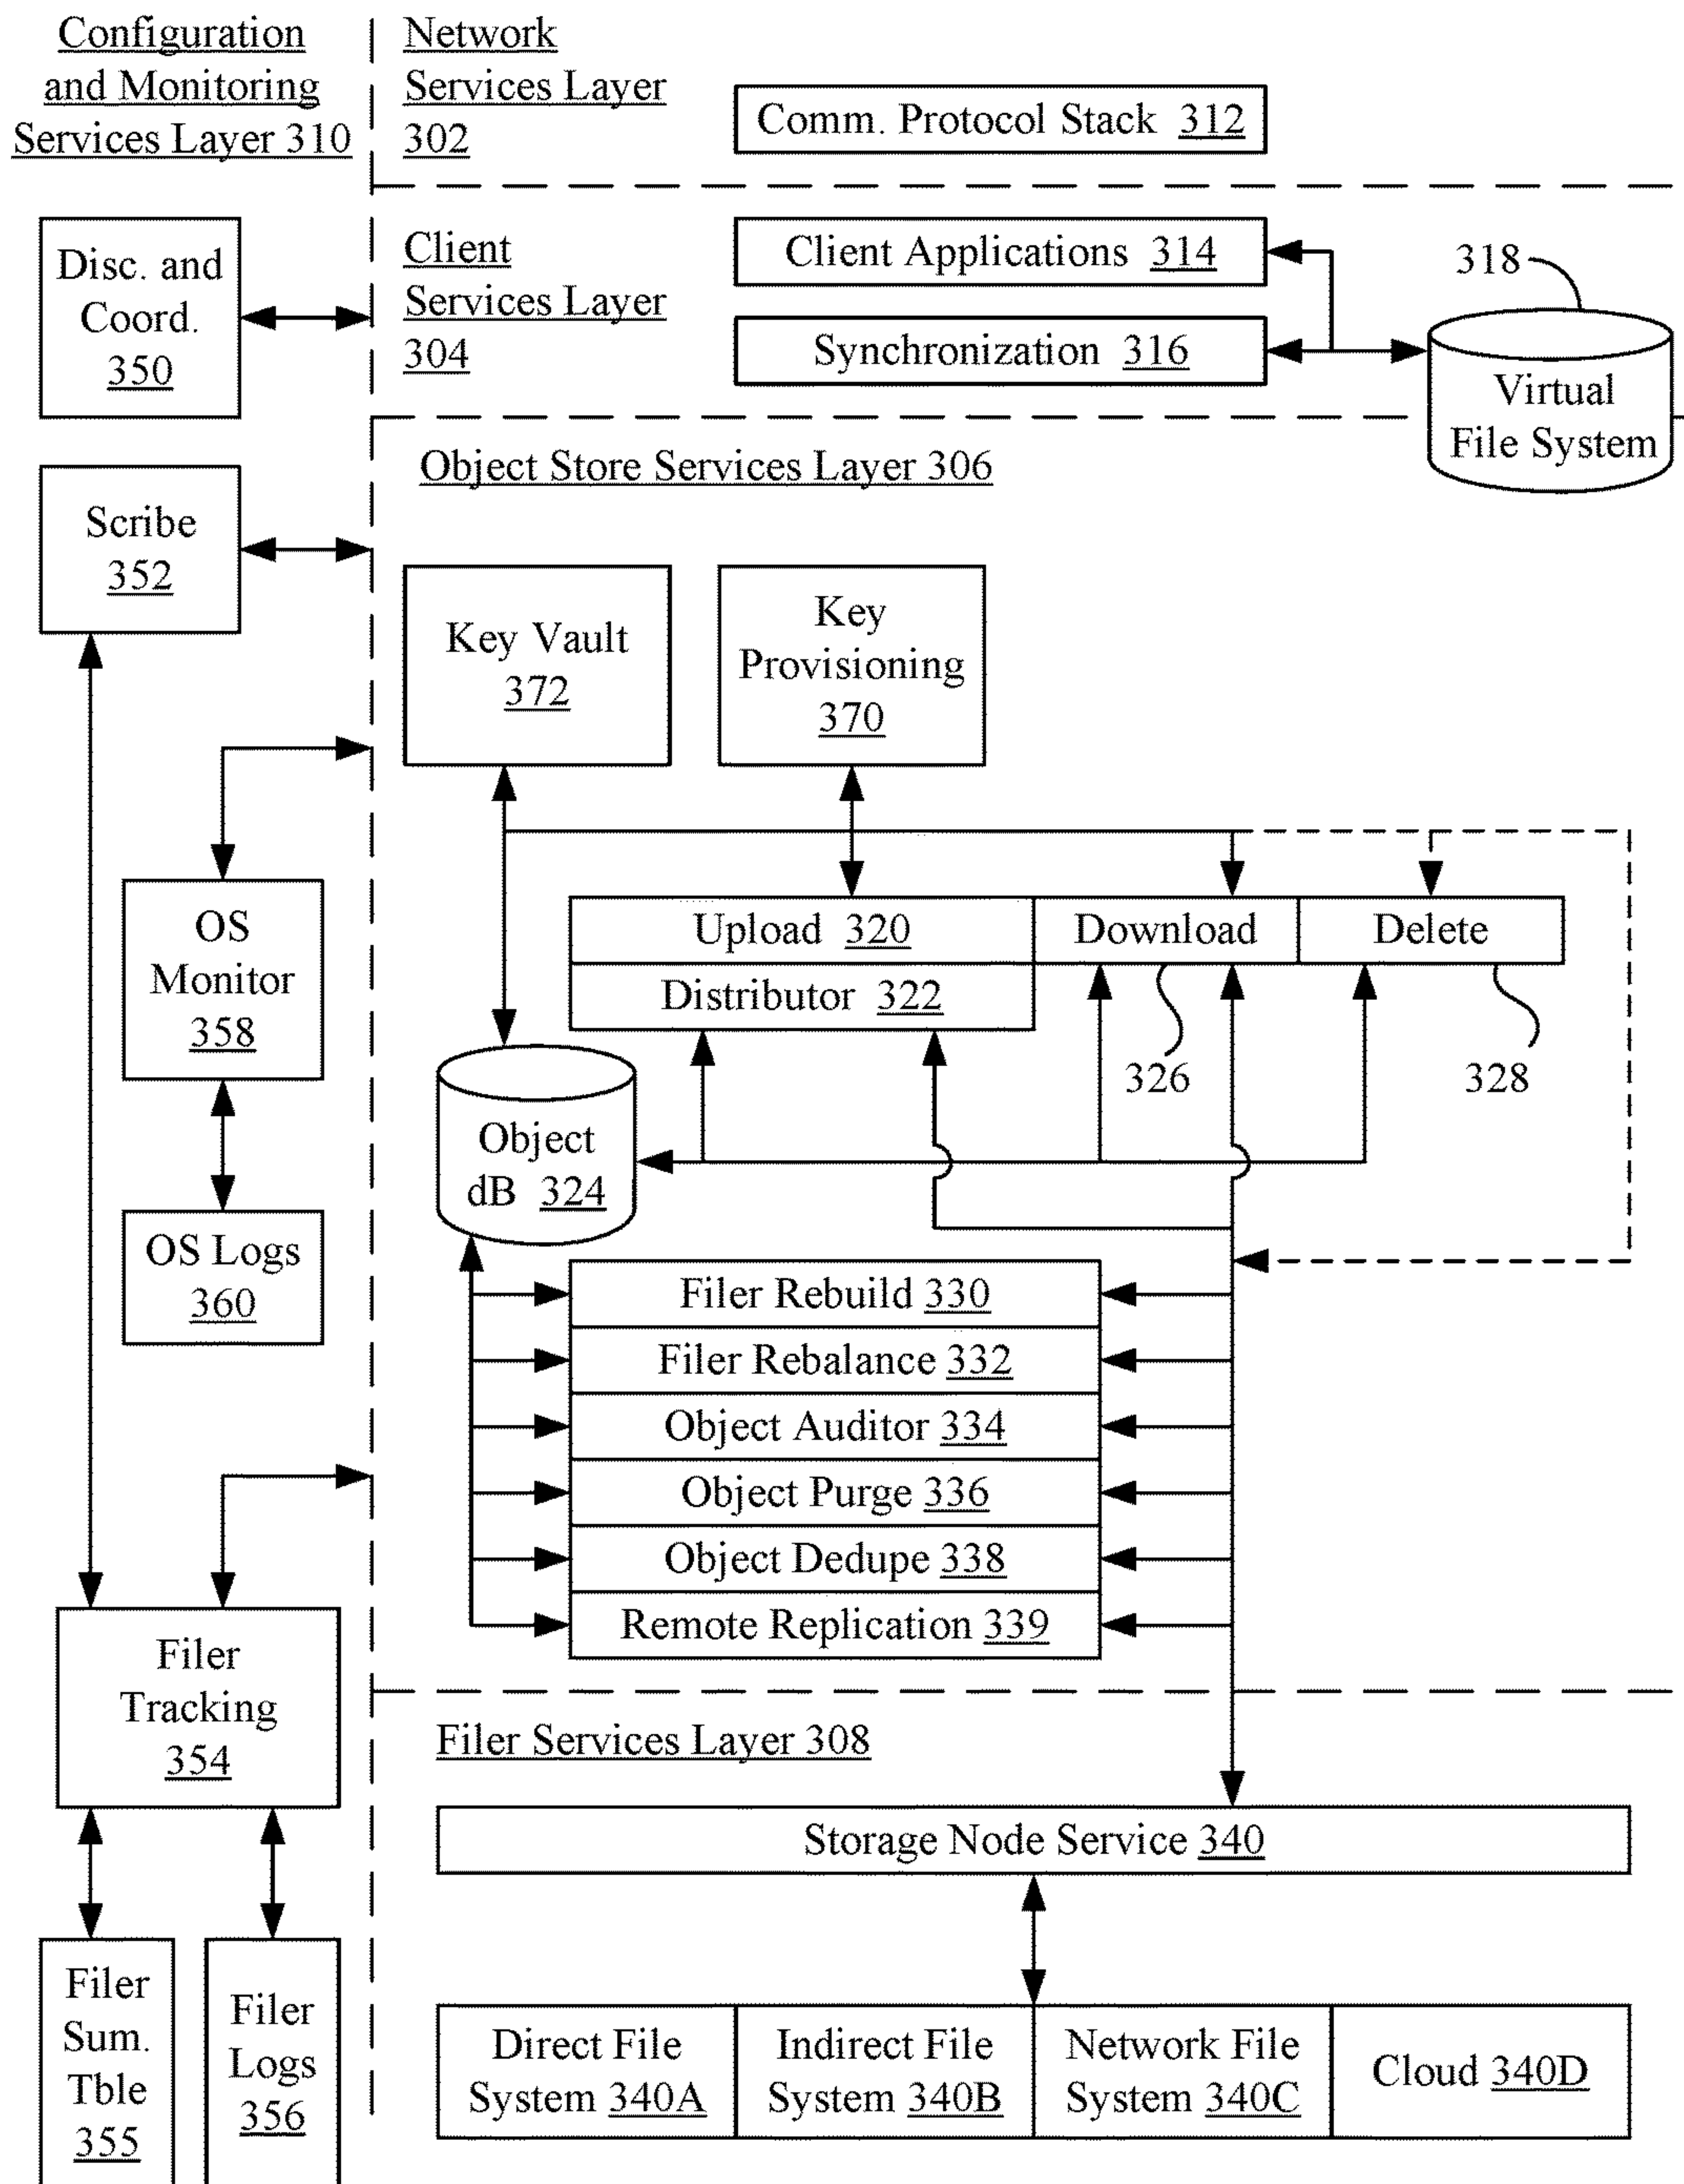 Configuration
and Monitoring
Services Layer 310
Network
Services Layer
302
Comm. Protocol Stack 312
Disc. and
Coord.
350
Client
Services Layer
304
Client Applications 314
Synchronization 316
318
Virtual
File System
Scribe
352
Object Store Services Layer 306
Key Vault
372
Key
Provisioning
370
OS
Monitor
358
OS Logs
360
Upload 320
Download
Delete
Distributor 322
326
328
Object
dB 324
Filer Rebuild 330
Filer Rebalance 332
Object Auditor 334
Object Purge 336
Object Dedupe 338
Remote Replication 339
Filer
Tracking
354
Filer
Sum.
Tble
355
Filer
Logs
356
Filer Services Layer 308
Storage Node Service 340
Direct File
System 340A
Indirect File
System 340B
Network File
System 340C
Cloud 340D